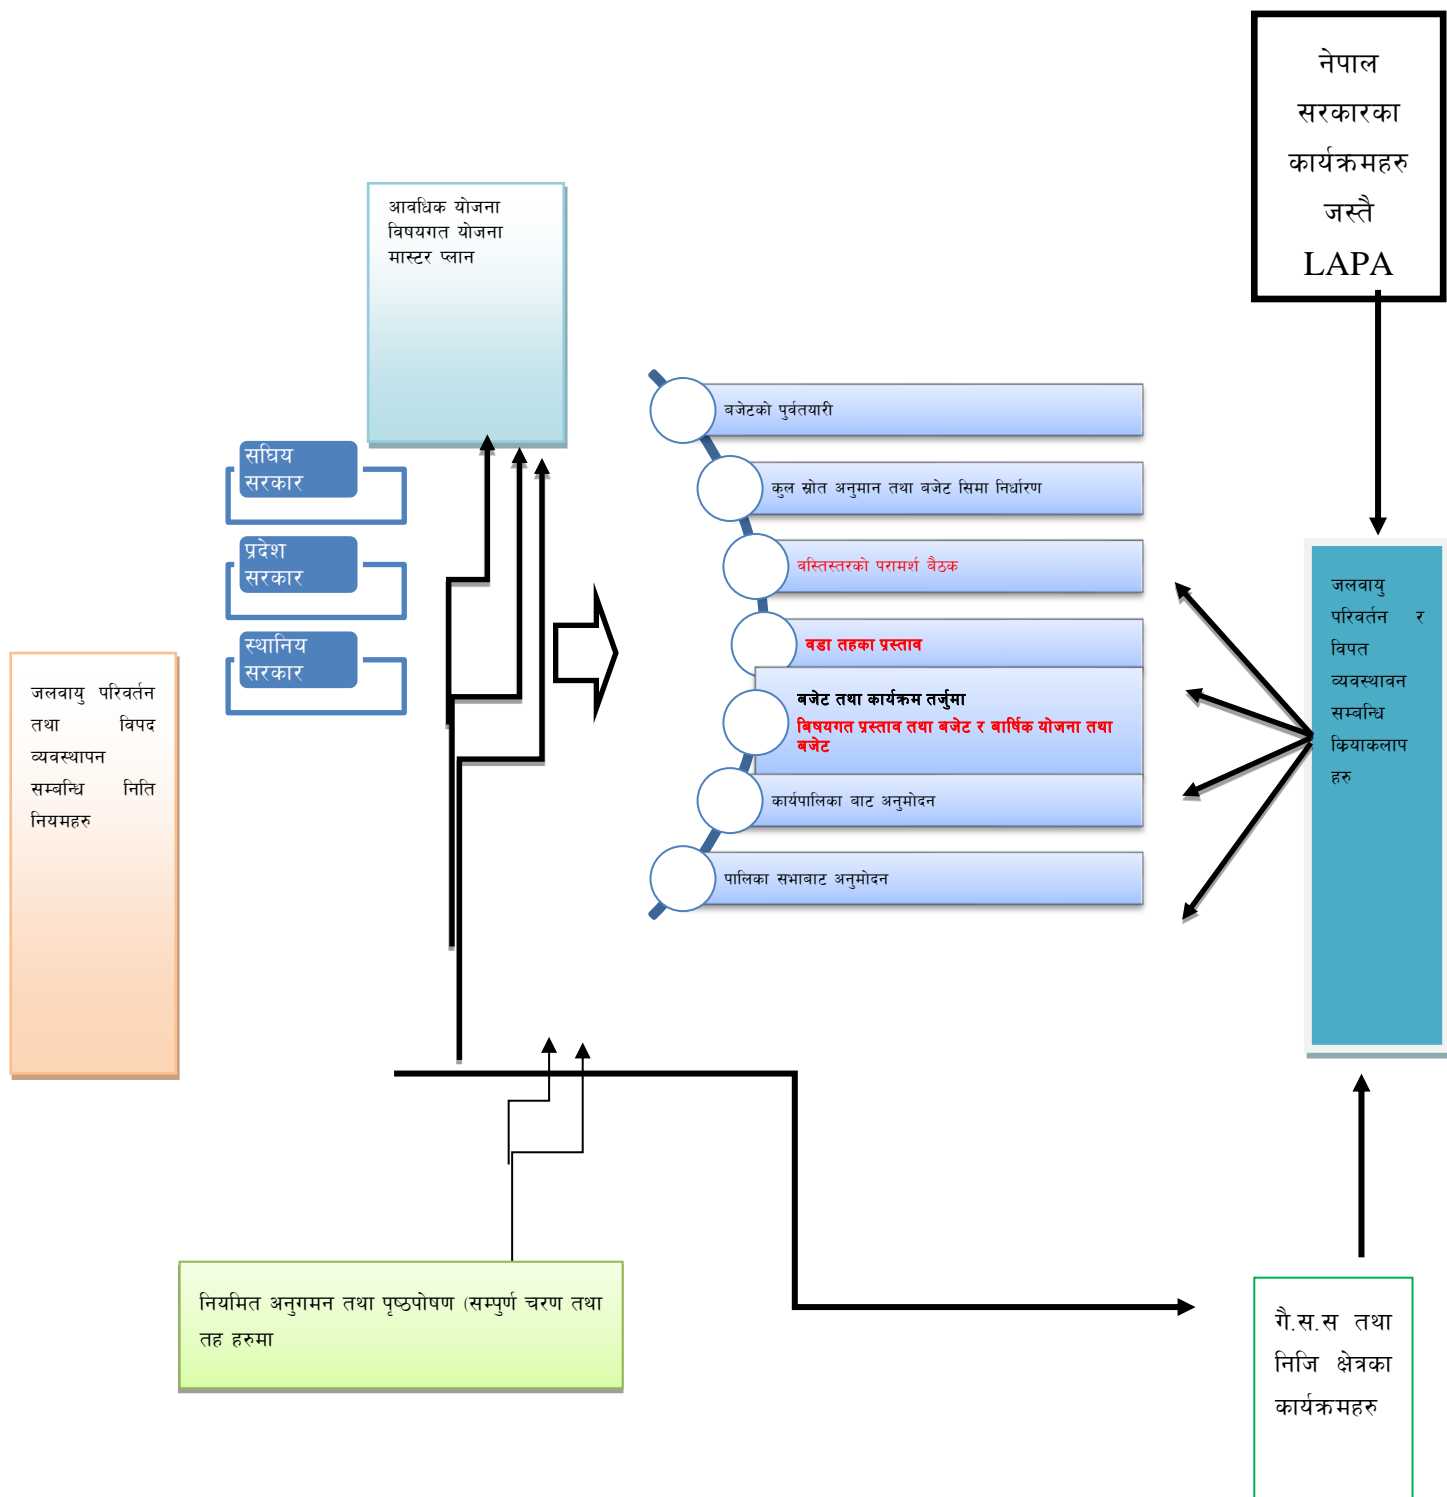 नेपाल
सरकारका
कार्यक्रमहरु
जस्तै
LAPA
आवधिक योजना
विषयगत योजना
मास्टर प्लान
सघिय
सरकार
प्रदेश
सरकार
स्थानिय
सरकार
जलवायु परिवर्तन
तथा विपद
व्यवस्थापन
सम्बन्धि निति
नियमहरु
बजेटको पुर्वतयारी
कुल स्रोत अनुमान तथा बजेट सिमा निर्धारण
वस्तिस्तरको परामर्श बैठक
वडा तहका प्रस्ताव
बजेट तथा कार्यक्रम तर्जुमा
बिषयगत प्रस्ताव तथा बजेट र बार्षिक योजना तथा
बजेट
कार्यपालिका बाट अनुमोदन
पालिका सभाबाट अनुमोदन
जलवायु
परिवर्तन र
विपत
व्यवस्थावन
सम्बन्धि
क्रियाकलाप
हरु
नियमित अनुगमन तथा पृष्ठपोषण (सम्पुर्ण चरण तथा
तह हरुमा
गै.स.स तथा
निजि क्षेत्रका
कार्यक्रमहरु